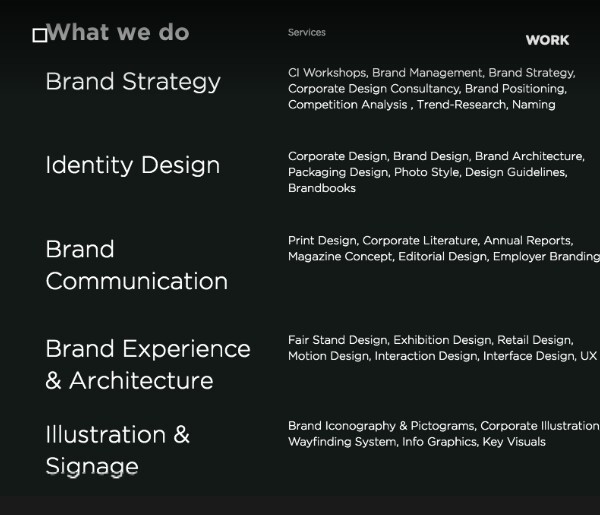 What we do
Services
WORK
Brand Strategy
CI Workshops, Brand Management, Brand Strategy,
Corporate Design Consultancy, Brand Positioning,
Competition Analysis , Trend-Research, Naming
Identity Design
Corporate Design, Brand Design, Brand Architecture,
Packaging Design, Photo Style, Design Guidelines,
Brandbooks
Brand
Communication
Print Design, Corporate Literature, Annual Reports,
Magazine Concept, Editorial Design, Employer Branding
Brand Experience
& Architecture
Fair Stand Design, Exhibition Design, Retail Design,
Motion Design, Interaction Design, Interface Design, UX
Illustration &
Signage
Brand Iconography & Pictograms, Corporate Illustration
Wayfinding System, Info Graphics, Key Visuals